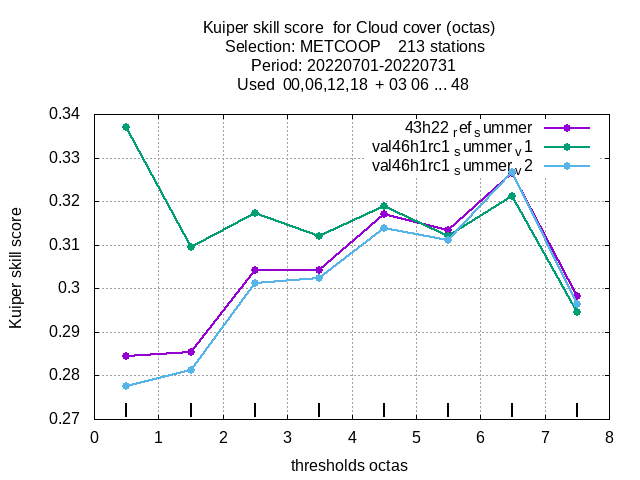 Kuiper skill score  for Cloud cover (octas)
Selection: METCOOP    213 stations
Period: 20220701-20220731
Used  00,06,12,18  + 03 06 ... 48
43h22 ref summer
val46h1rc1 summer v1
val46h1rc1 summer v2
0.34
0.33
0.32
0.31
0.3
0.29
0.28
0.27
Kuiper skill score
0 1 2 3 4 5 6 7 8
thresholds octas